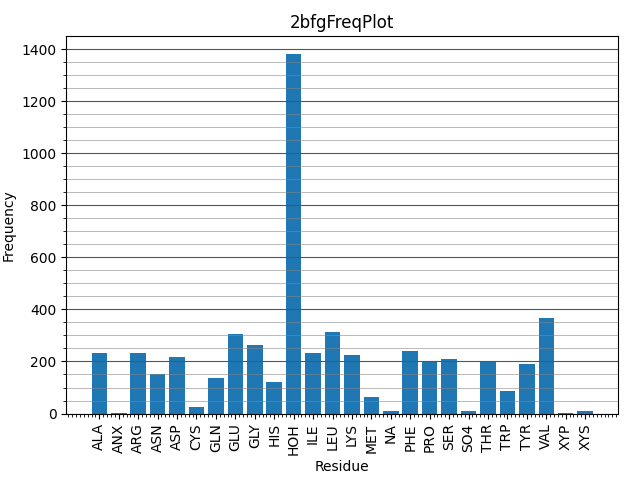 2bfgFreqPlot
1400
1200
1000
800
600
400
200
0
Frequency
ALA
ANX
ARG
ASN
ASP
CYS
GLN
GLU
GLY
HIS
HOH
ILE
LEU
LYS
MET
NA
PHE
PRO
SER
SO4
THR
TRP
TYR
VAL
XYP
XYS
Residue